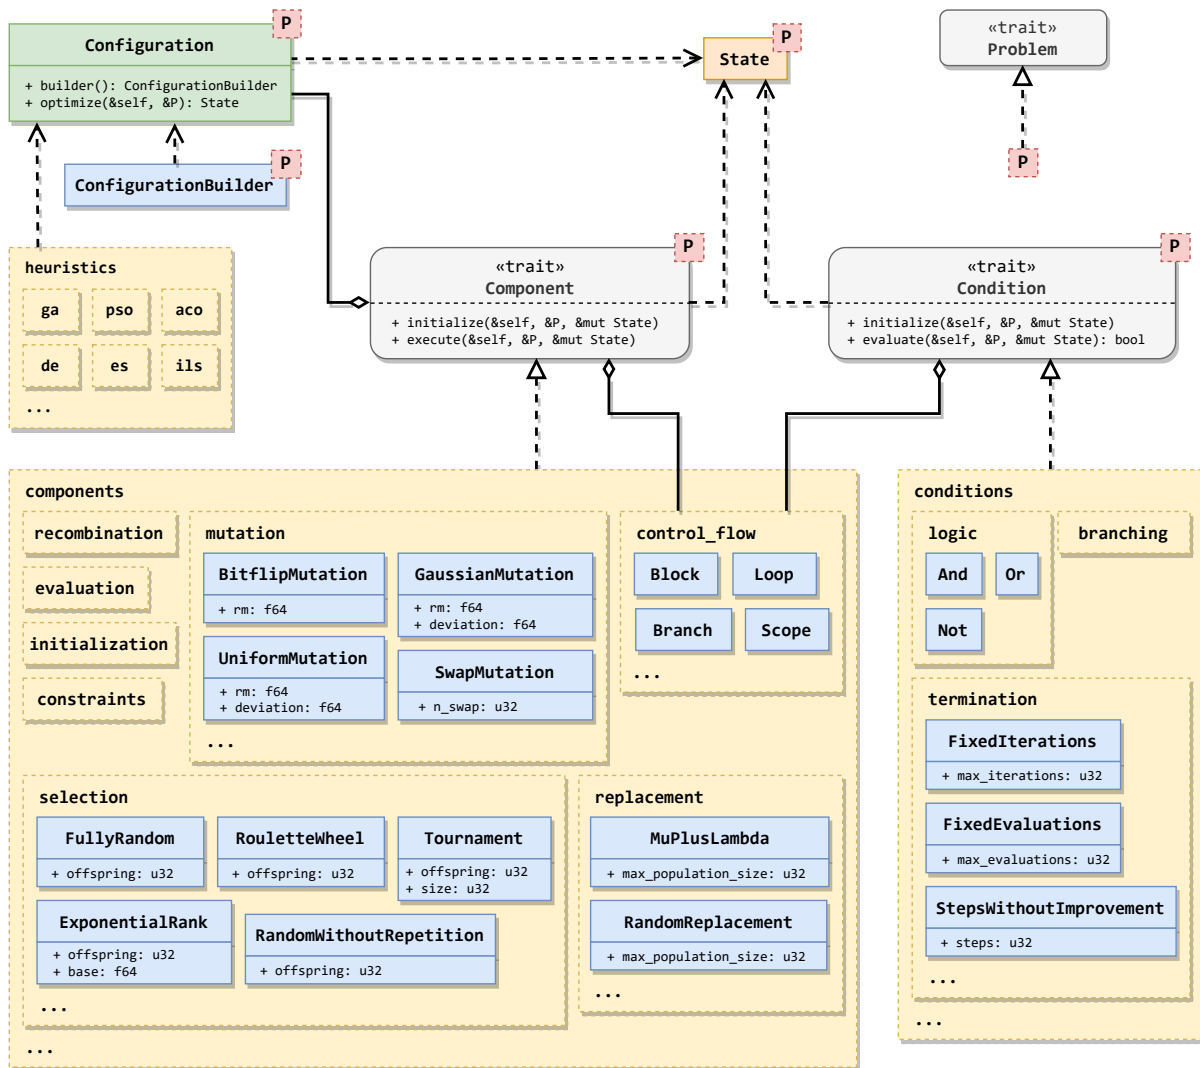 P
Configuration
+ builder(): ConfigurationBuilder
+ optimize(&self, &P): State
P
State
«trait»
Problem
P
P
ConfigurationBuilder
heuristics
ga pso aco
de es ils
...
P
«trait»
Component
+ initialize(&self, &P, &mut State)
+ execute(&self, &P, &mut State)
P
«trait»
Condition
+ initialize(&self, &P, &mut State)
+ evaluate(&self, &P, &mut State): bool
components
recombination
evaluation
initialization
constraints
mutation
BitflipMutation
+ rm: f64
GaussianMutation
+ rm: f64
+ deviation: f64
UniformMutation
+ rm: f64
+ deviation: f64
SwapMutation
+ n_swap: u32
...
control_flow
Block Loop
Branch Scope
...
selection
FullyRandom
+ offspring: u32
RouletteWheel
+ offspring: u32
Tournament
+ offspring: u32
+ size: u32
ExponentialRank
+ offspring: u32
+ base: f64
RandomWithoutRepetition
+ offspring: u32
...
replacement
MuPlusLambda
+ max_population_size: u32
RandomReplacement
+ max_population_size: u32
...
...
conditions
logic
And Or
Not
branching
termination
FixedIterations
+ max_iterations: u32
FixedEvaluations
+ max_evaluations: u32
StepsWithoutImprovement
+ steps: u32
...
...